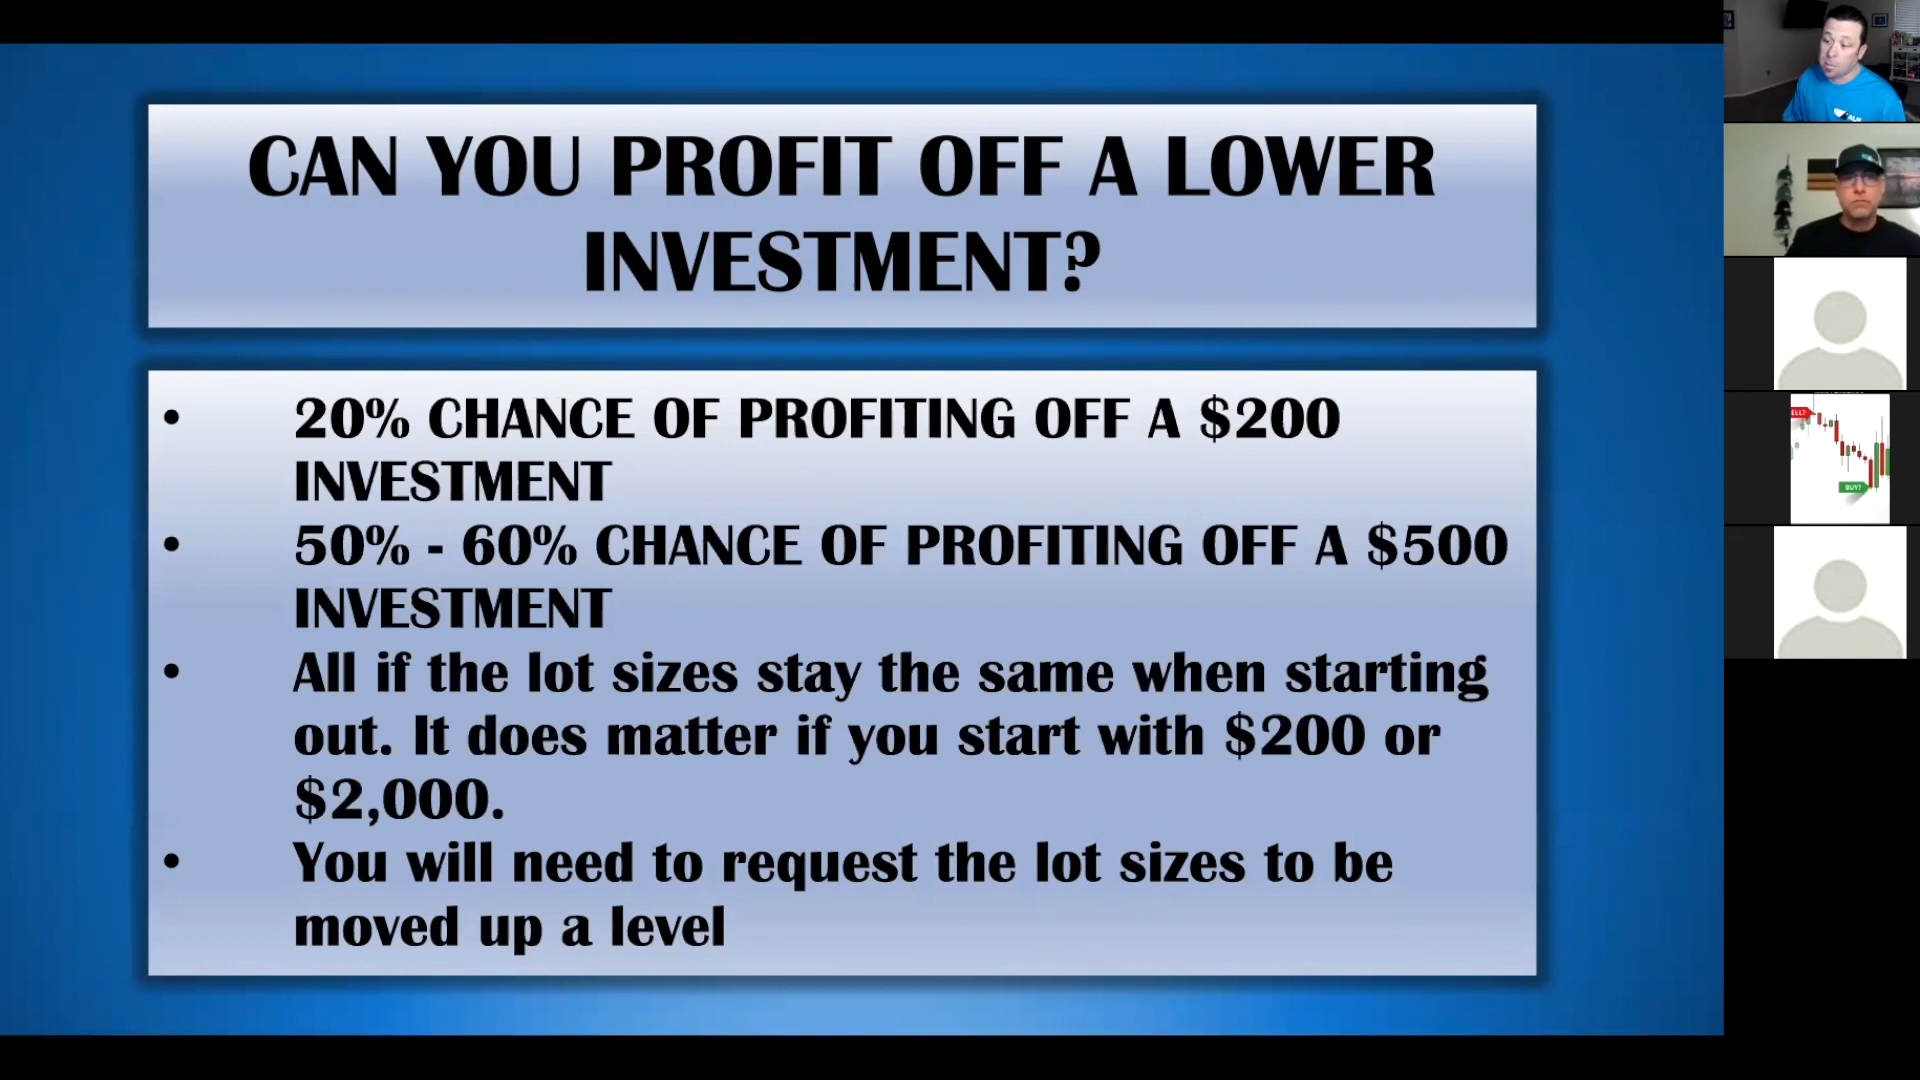 CAN YOU PROFIT OFF A LOWER
INVESTMENT?
• 20% CHANCE OF PROFITING OFF A $200
INVESTMENT
• 50% - 60% CHANCE OF PROFITING OFF A $500
INVESTMENT
• All if the lot sizes stay the same when starting
out. It does matter if you start with $200 or
$2,000.
• You will need to request the lot sizes to be
moved up a level
ELL?
BUY?